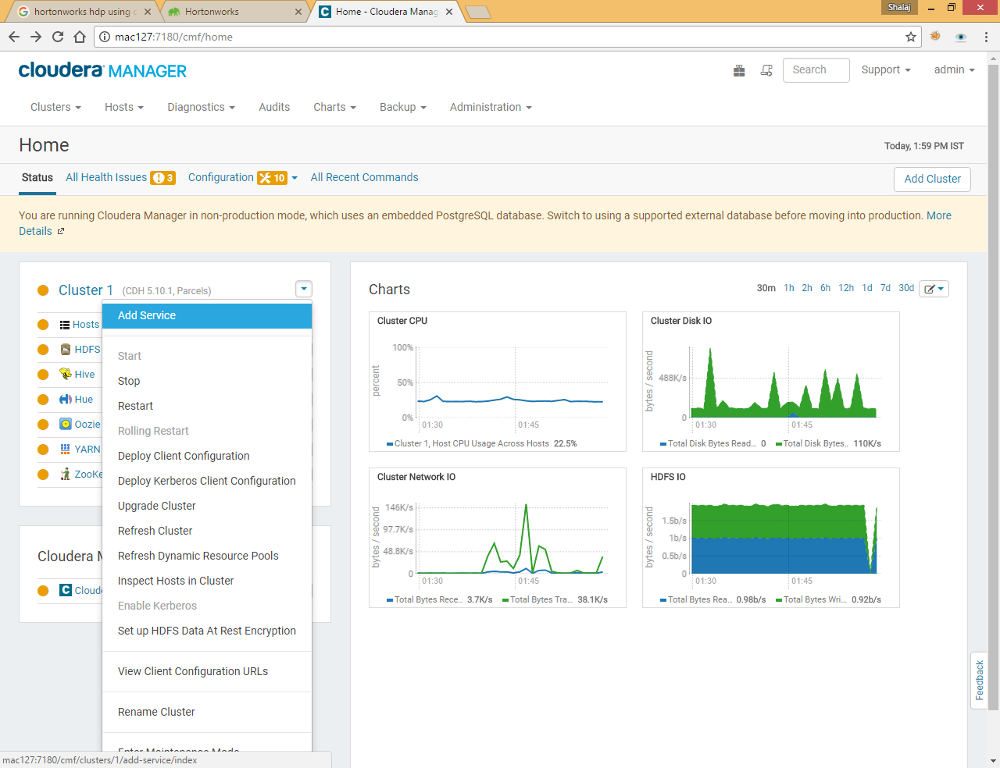 hortonworks hdp using
Hortonworks
Home - Cloudera Manag
Shalaj
mac127:7180/cmf/home
cloudera MANAGER
Search
Support
admin
Clusters
Hosts
Diagnostics
Audits
Charts
Backup
Administration
Home
Today, 1:59 PM IST
Status
All Health Issues
3
Configuration
10
All Recent Commands
Add Cluster
You are running Cloudera Manager in non-production mode, which uses an embedded PostgreSQL database. Switch to using a supported external database before moving into production. More
Details
Cluster 1 (CDH 5.10.1, Parcels)
Hosts
HDFS
Hive
Hue
Oozie
YARN
ZooKe
Cloudera M
Cloude
Add Service
Start
Stop
Restart
Rolling Restart
Deploy Client Configuration
Deploy Kerberos Client Configuration
Upgrade Cluster
Refresh Cluster
Refresh Dynamic Resource Pools
Inspect Hosts in Cluster
Enable Kerberos
Set up HDFS Data At Rest Encryption
View Client Configuration URLs
Rename Cluster
Enter Maintenance Mode
Charts
30m 1h 2h 6h 12h 1d 7d 30d
Cluster CPU
percent
100%
50%
0%
01:30 01:45
Cluster 1, Host CPU Usage Across Hosts 22.5%
Cluster Disk IO
bytes / second
488K/s
0
01:30 01:45
Total Disk Bytes Read... 0 Total Disk Bytes.. 110K/s
Cluster Network IO
bytes / second
146K/s
97.7K/s
48.8K/s
0
01:30 01:45
Total Bytes Rece.. 3.7K/s Total Bytes Tra... 38.1K/s
HDFS IO
bytes / second
1.5b/s
1b/s
0.5b/s
0
01:30 01:45
Total Bytes Rea.. 0.98b/s Total Bytes Wri... 0.92b/s
Feedback
mac127:7180/cmf/clusters/1/add-service/index